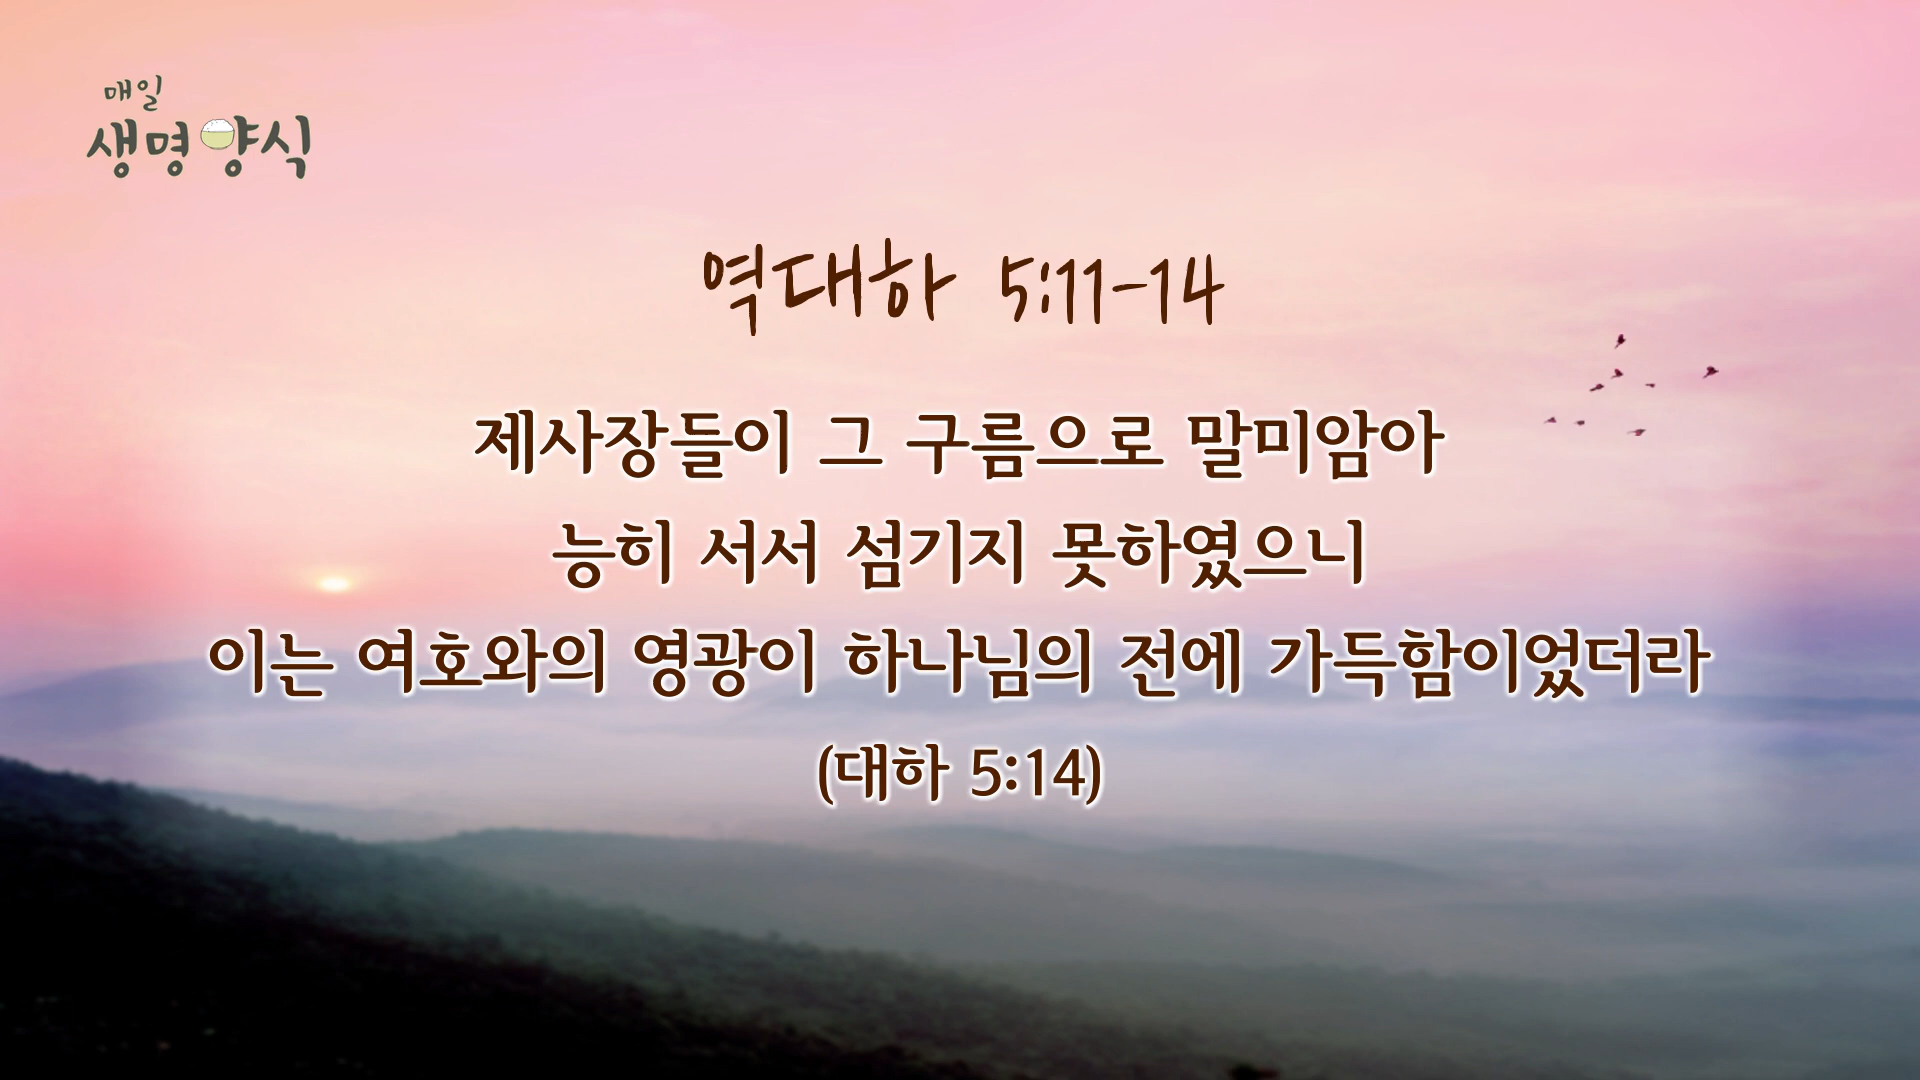 매일
생명양식
역대하 5:11-14
제사장들이 그 구름으로 말미암아
능히 서서 섬기지 못하였으니
이는 여호와의 영광이 하나님의 전에 가득함이었더라
(대하 5:14)